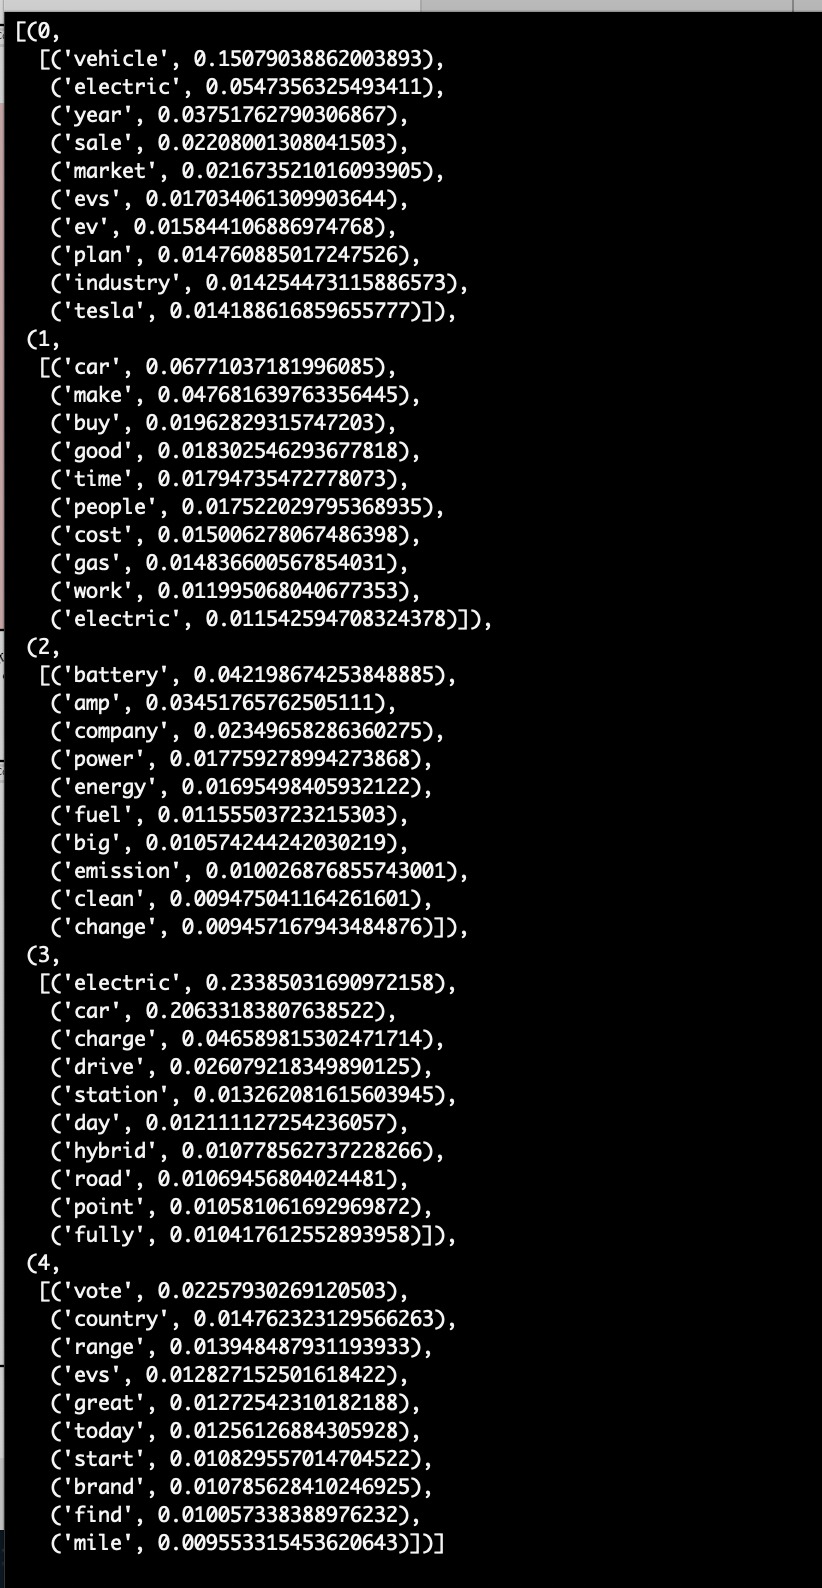 [(0,
[('vehicle', 0.15079038862003893),
('electric', 0.0547356325493411),
('year', 0.03751762790306867),
('sale', 0.02208001308041503),
('market', 0.021673521016093905),
('evs', 0.017034061309903644),
('ev', 0.015844106886974768),
('plan', 0.014760885017247526),
('industry', 0.014254473115886573),
('tesla', 0.014188616859655777)]),
(1,
[('car', 0.06771037181996085),
('make', 0.047681639763356445),
('buy', 0.01962829315747203),
('good', 0.018302546293677818),
('time', 0.01794735472778073),
('people', 0.017522029795368935),
('cost', 0.015006278067486398),
('gas', 0.014836600567854031),
('work', 0.011995068040677353),
('electric', 0.011542594708324378)]),
(2,
[('battery', 0.042198674253848885),
('amp', 0.03451765762505111),
('company', 0.02349658286360275),
('power', 0.017759278994273868),
('energy', 0.01695498405932122),
('fuel', 0.01155503723215303),
('big', 0.010574244242030219),
('emission', 0.010026876855743001),
('clean', 0.009475041164261601),
('change', 0.009457167943484876)]),
(3,
[('electric', 0.23385031690972158),
('car', 0.20633183807638522),
('charge', 0.046589815302471714),
('drive', 0.026079218349890125),
('station', 0.013262081615603945),
('day', 0.012111127254236057),
('hybrid', 0.010778562737228266),
('road', 0.01069456804024481),
('point', 0.010581061692969872),
('fully', 0.010417612552893958)]),
(4,
[('vote', 0.02257930269120503),
('country', 0.014762323129566263),
('range', 0.013948487931193933),
('evs', 0.012827152501618422),
('great', 0.01272542310182188),
('today', 0.01256126884305928),
('start', 0.010829557014704522),
('brand', 0.010785628410246925),
('find', 0.010057338388976232),
('mile', 0.009553315453620643)])]